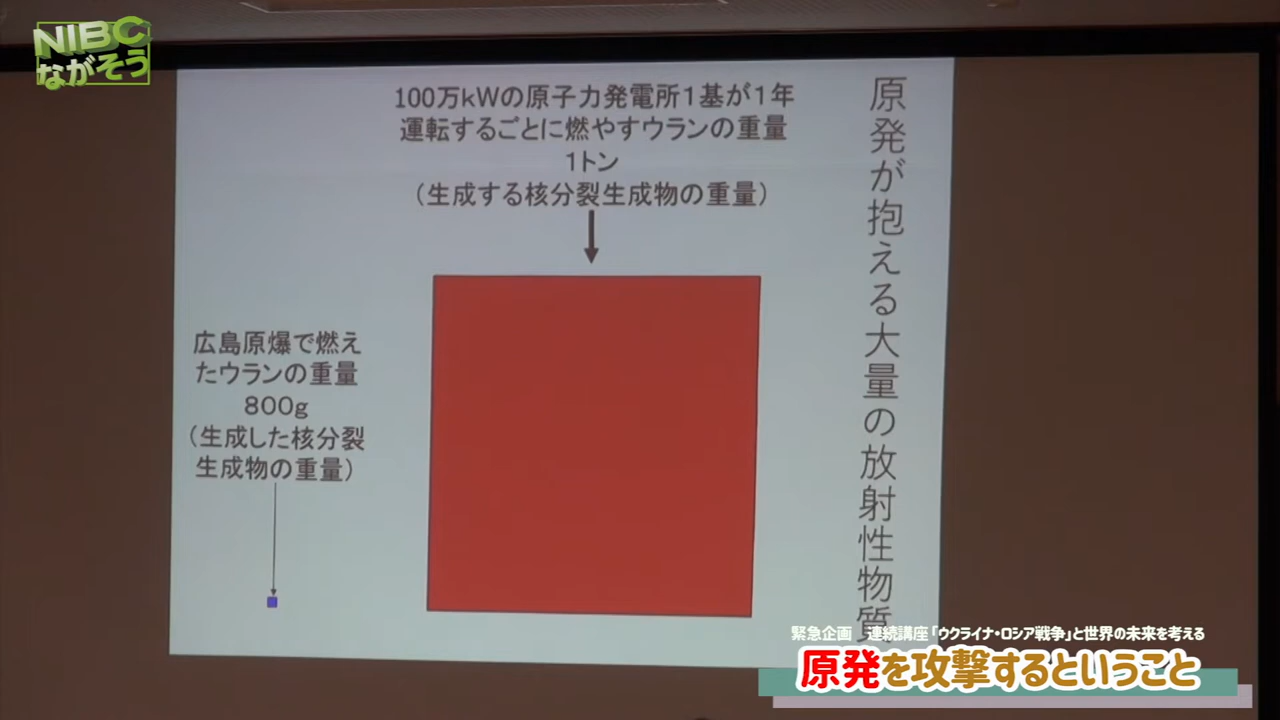 NIBC
ながそう
原発が抱える大量の放射性物質
100万kWの原子力発電所1基が1年
運転するごとに燃やすウランの重量
1トン
（生成する核分裂生成物の重量）
広島原爆で燃え
たウランの重量
800g
（生成した核分裂
生成物の重量）
緊急企画　連続講座「ウクライナ・ロシア戦争」と世界の未来を考える
原発を攻撃するということ